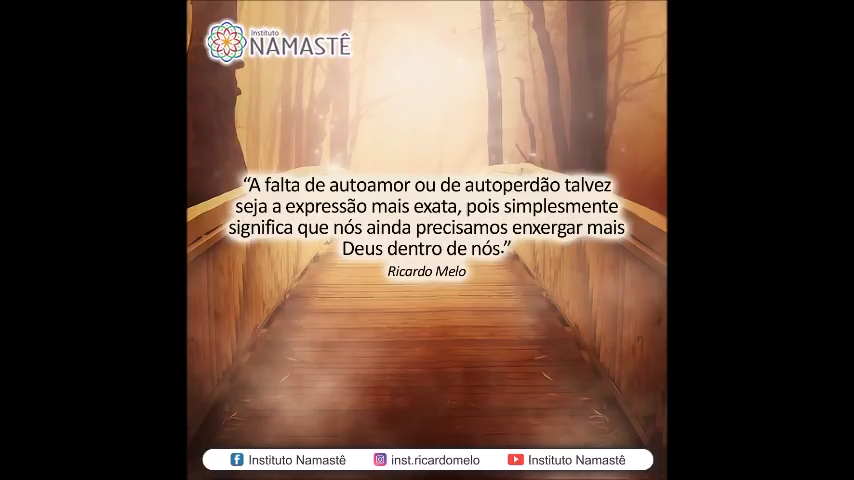 Instituto
NAMASTÊ
“A falta de autoamor ou de autoperdão talvez
seja a expressão mais exata, pois simplesmente
significa que nós ainda precisamos enxergar mais
Deus dentro de nós.”
Ricardo Melo
Instituto Namastê inst.ricardomelo Instituto Namastê